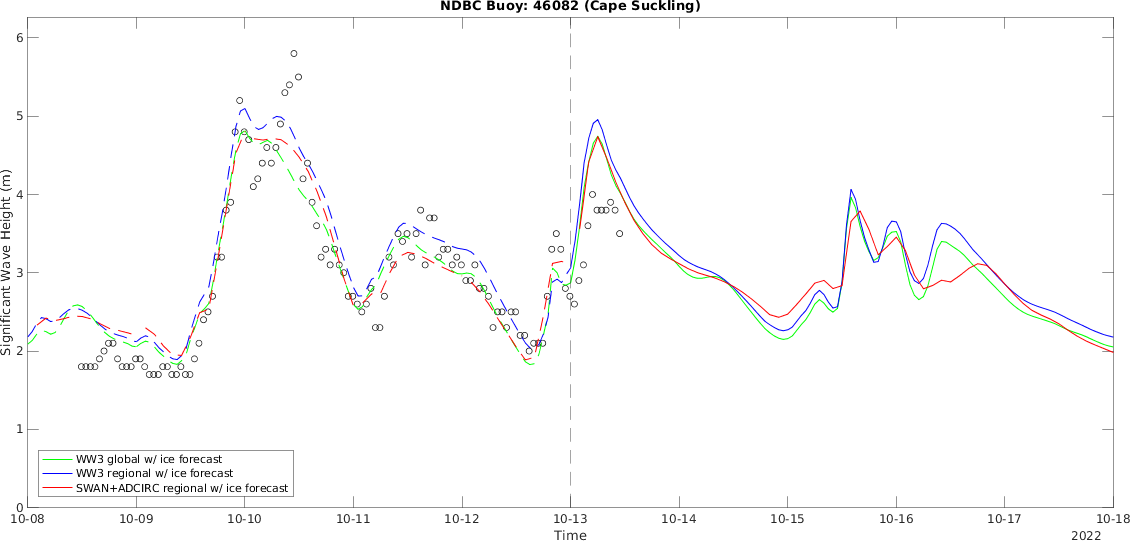 NDBC Buoy: 46082 (Cape Suckling)
6
5
4
3
2
1
0
Significant Wave Height (m)
WW3 global w/ ice forecast
WW3 regional w/ ice forecast
SWAN+ADCIRC regional w/ ice forecast
10-08 10-09 10-10 10-11 10-12 10-13 10-14 10-15 10-16 10-17 10-18
Time
2022